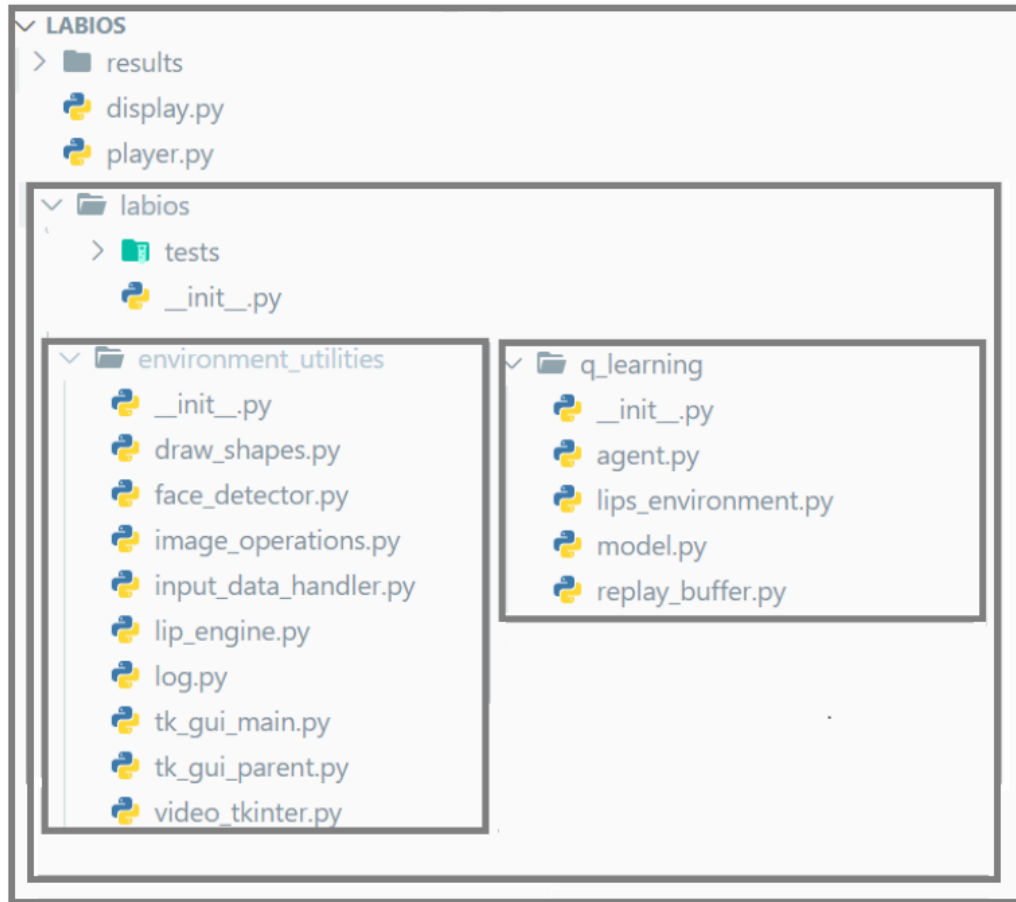 LABIOS
results
display.py
player.py
labios
tests
__init__.py
environment_utilities
__init__.py
draw_shapes.py
face_detector.py
image_operations.py
input_data_handler.py
lip_engine.py
log.py
tk_gui_main.py
tk_gui_parent.py
video_tkinter.py
q_learning
__init__.py
agent.py
lips_environment.py
model.py
replay_buffer.py